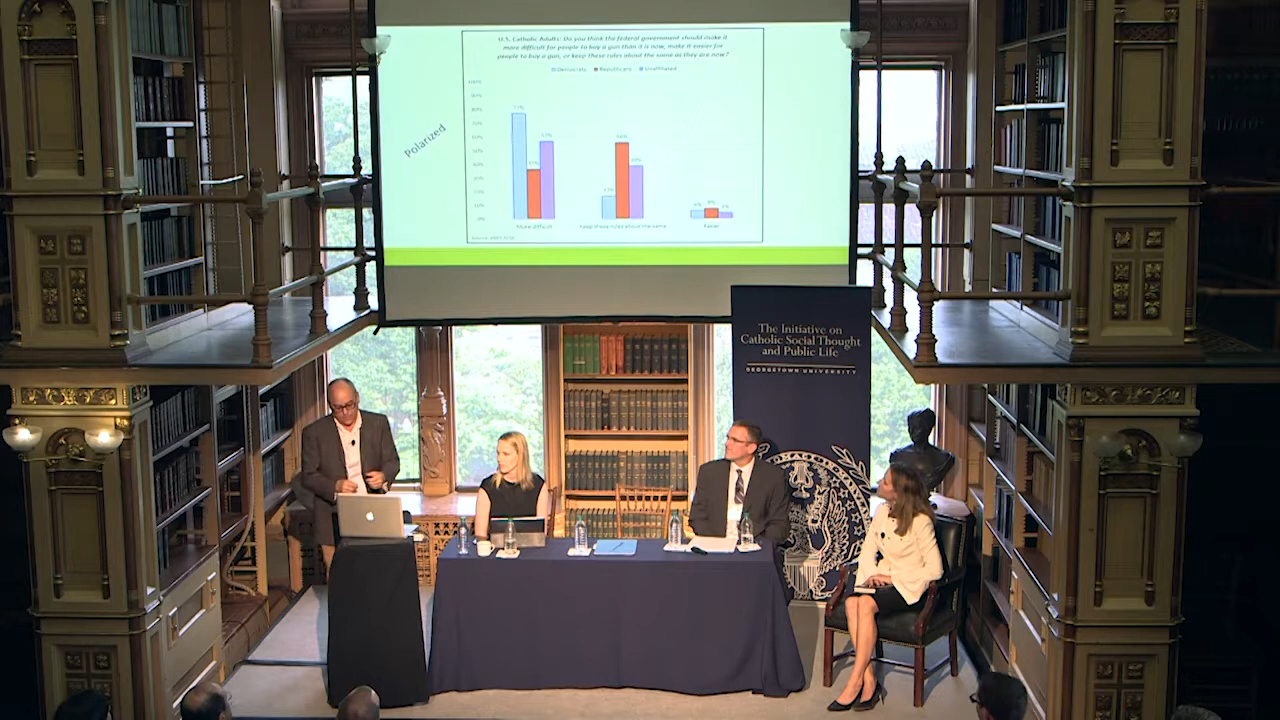 U.S. Catholic Adults: Do you think the federal government should make it
more difficult for people to buy a gun than it is now, make it easier for
people to buy a gun, or keep these rules about the same as they are now?
Democrats Republicans Unaffiliated
Polarized
77%
37%
57%
More difficult
Keep these rules about the same
Easier
The Initiative on
Catholic Social Thought
and Public Life
GEORGETOWN UNIVERSITY